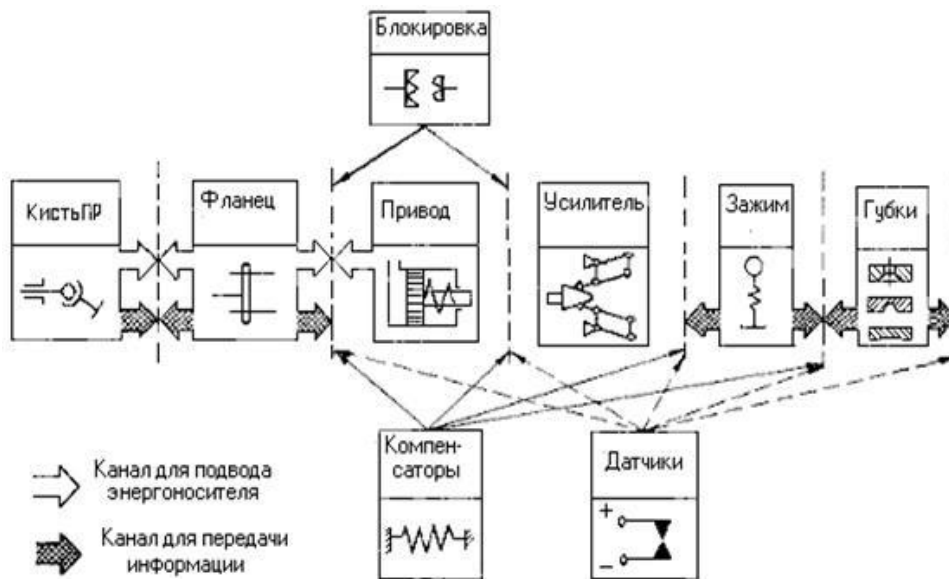 Блокировка
КистьПР
Фланец
Привод
Усилитель
Зажим
Губки
Компен-
саторы
Датчики
+
−
Канал для подвода
энергоносителя
Канал для передачи
информации